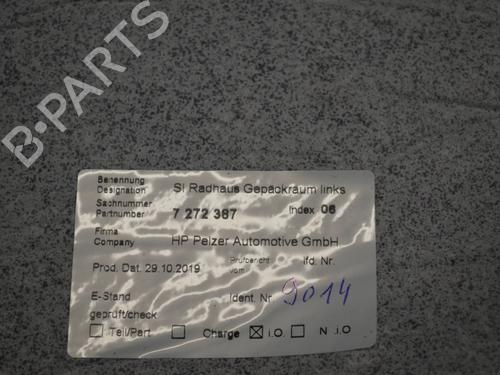 B-PARTS
Benennung
Designation
SI Radhaus Gepäckraum links
Sachnummer
Partnumber
7 272 387
Index 06
Firma
Company
HP Pelzer Automotive GmbH
Prod. Dat. 29.10.2019
Prüfbericht
vom
lfd. Nr.
E-Stand
geprüft/check
Ident. Nr
9014
Teil/Part
Charge
i.O.
N.i.O